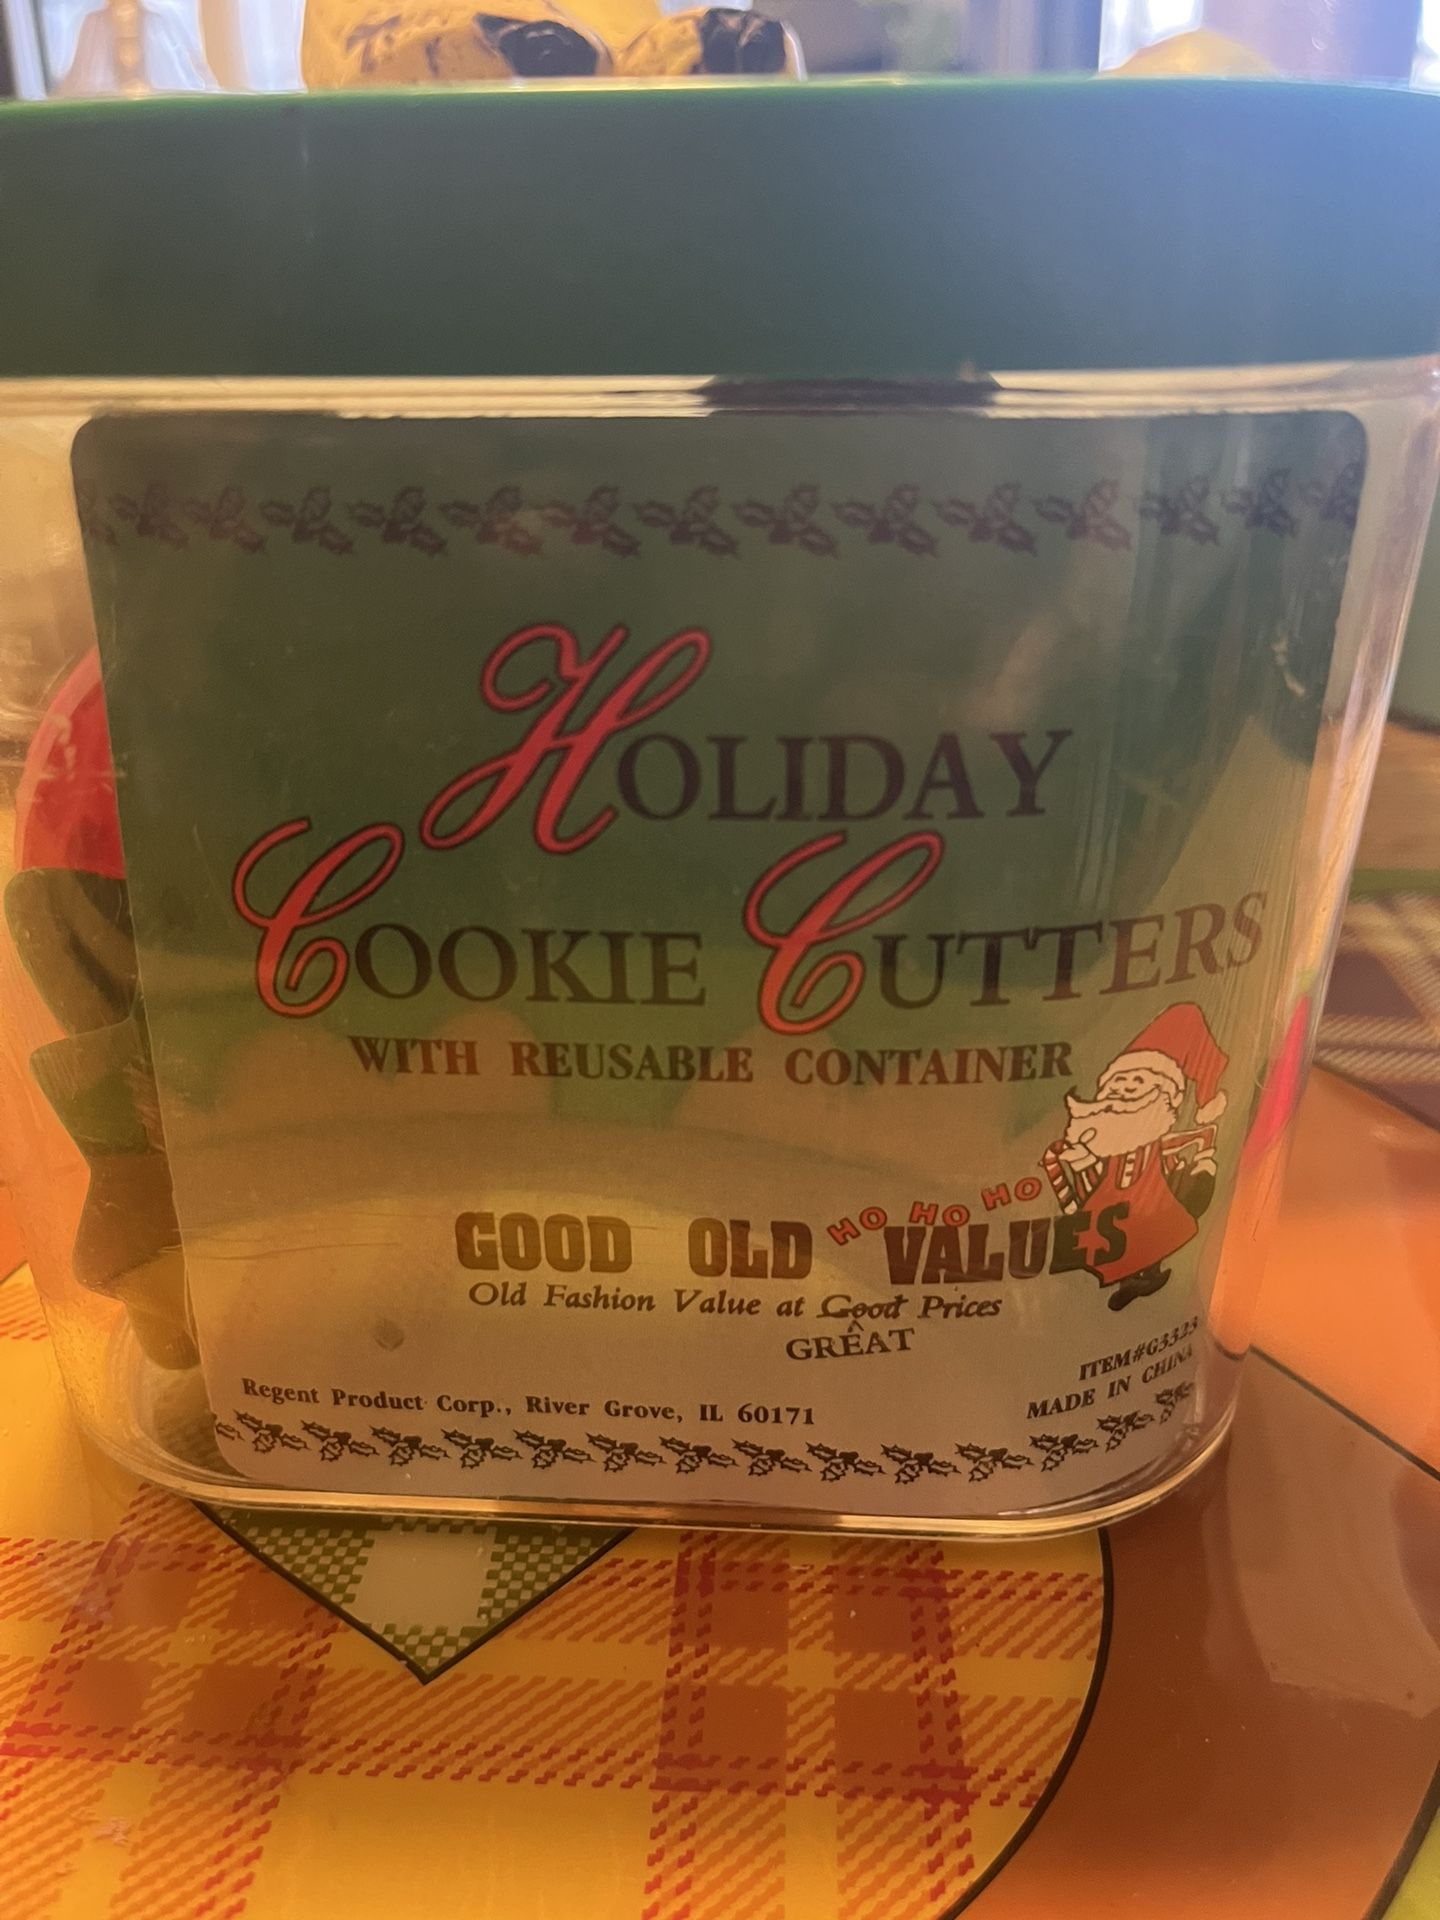 HOLIDAY
COOKIE CUTTERS
WITH REUSABLE CONTAINER
HO HO HO
GOOD OLD VALUES
Old Fashion Value at Good Prices
^
GREAT
ITEM#G3323
Regent Product Corp., River Grove, IL 60171
MADE IN CHINA